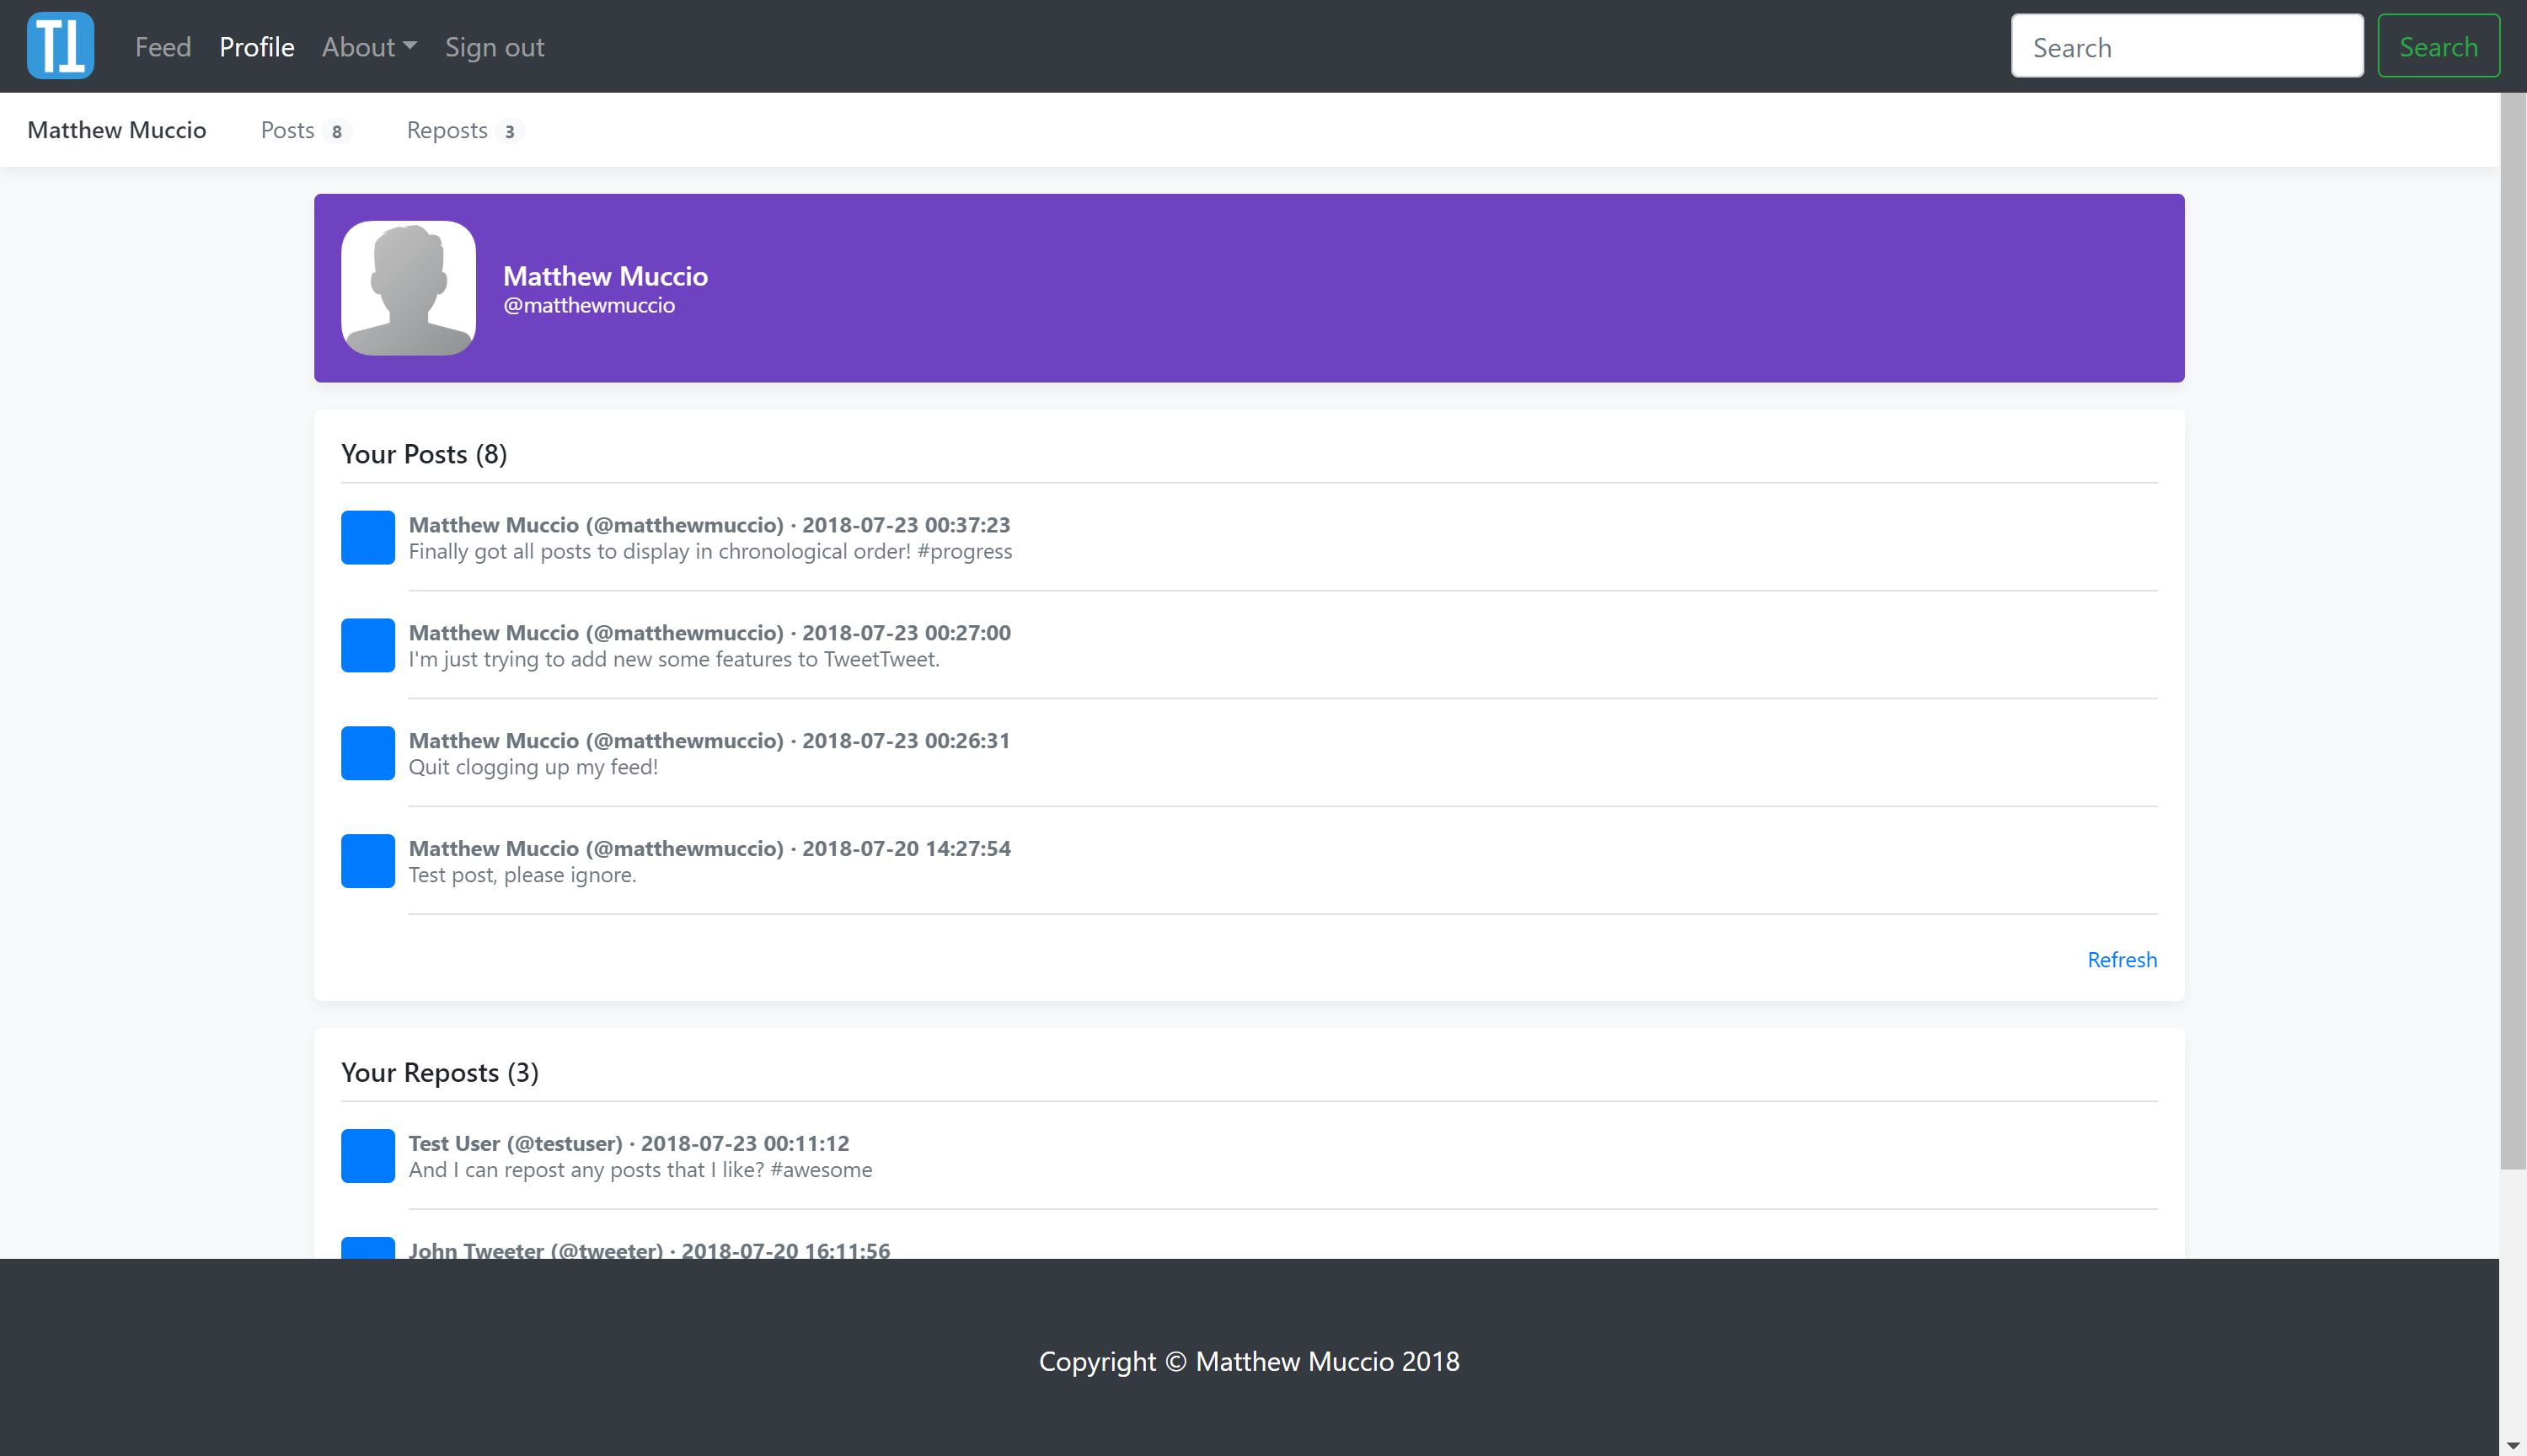 TT
Feed Profile About Sign out Search Search
Matthew Muccio Posts 8 Reposts 3
Matthew Muccio
@matthewmuccio
Your Posts (8)
Matthew Muccio (@matthewmuccio) · 2018-07-23 00:37:23
Finally got all posts to display in chronological order! #progress
Matthew Muccio (@matthewmuccio) · 2018-07-23 00:27:00
I'm just trying to add new some features to TweetTweet.
Matthew Muccio (@matthewmuccio) · 2018-07-23 00:26:31
Quit clogging up my feed!
Matthew Muccio (@matthewmuccio) · 2018-07-20 14:27:54
Test post, please ignore.
Refresh
Your Reposts (3)
Test User (@testuser) · 2018-07-23 00:11:12
And I can repost any posts that I like? #awesome
John Tweeter (@tweeter) · 2018-07-20 16:11:56
Copyright © Matthew Muccio 2018